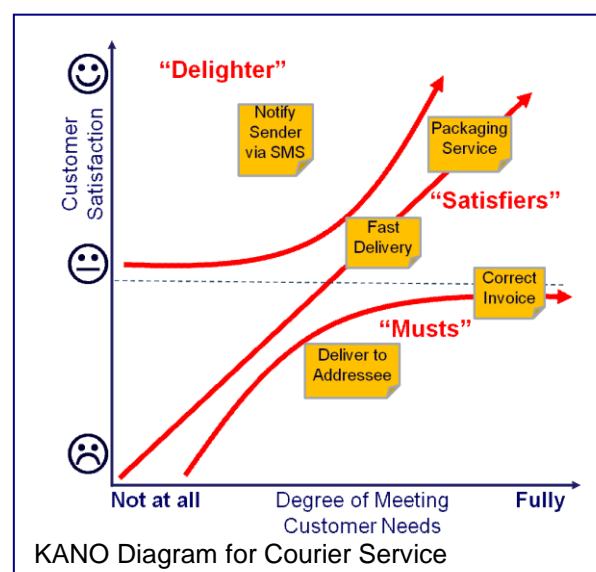 “Delighter”
Notify
Sender
via SMS
Packaging
Service
Customer
Satisfaction
“Satisfiers”
Fast
Delivery
Correct
Invoice
“Musts”
Deliver to
Addressee
Not at all
Degree of Meeting
Customer Needs
Fully
KANO Diagram for Courier Service